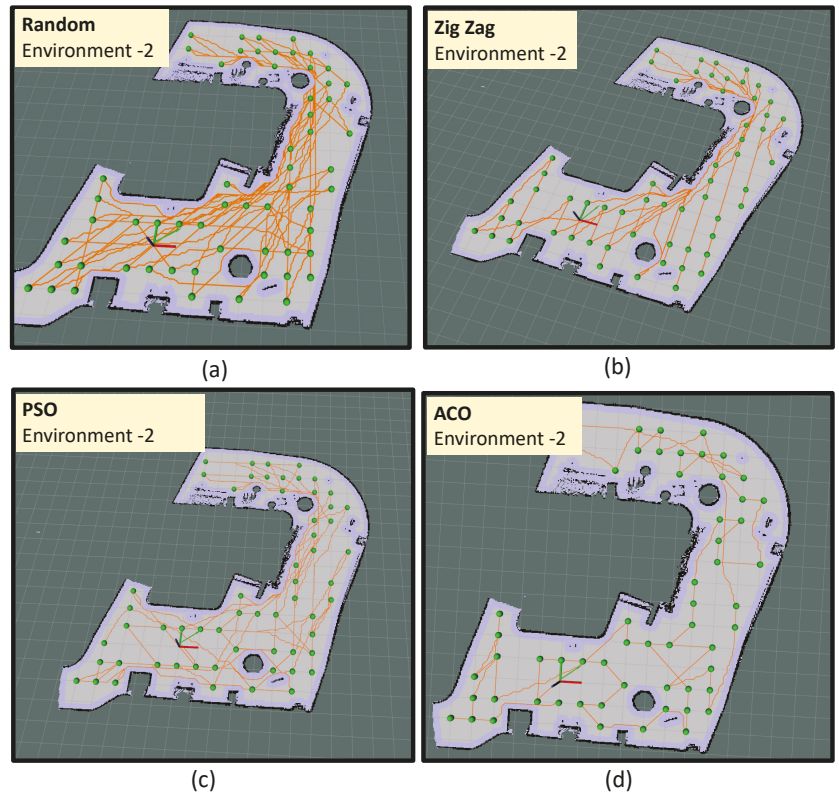 Random
Environment -2
Zig Zag
Environment -2
(a)
(b)
PSO
Environment -2
ACO
Environment -2
(c)
(d)